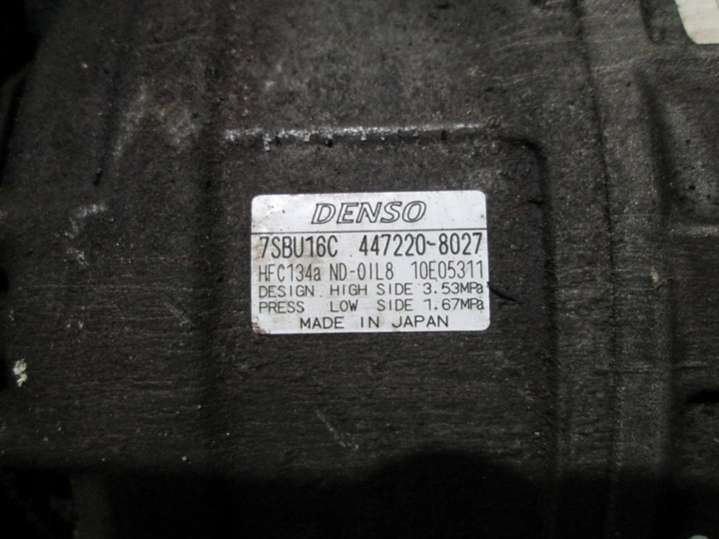 DENSO
7SBU16C 447220-8027
HFC134a ND-OIL8 10E05311
DESIGN HIGH SIDE 3.53MPa
PRESS LOW SIDE 1.67MPa
MADE IN JAPAN